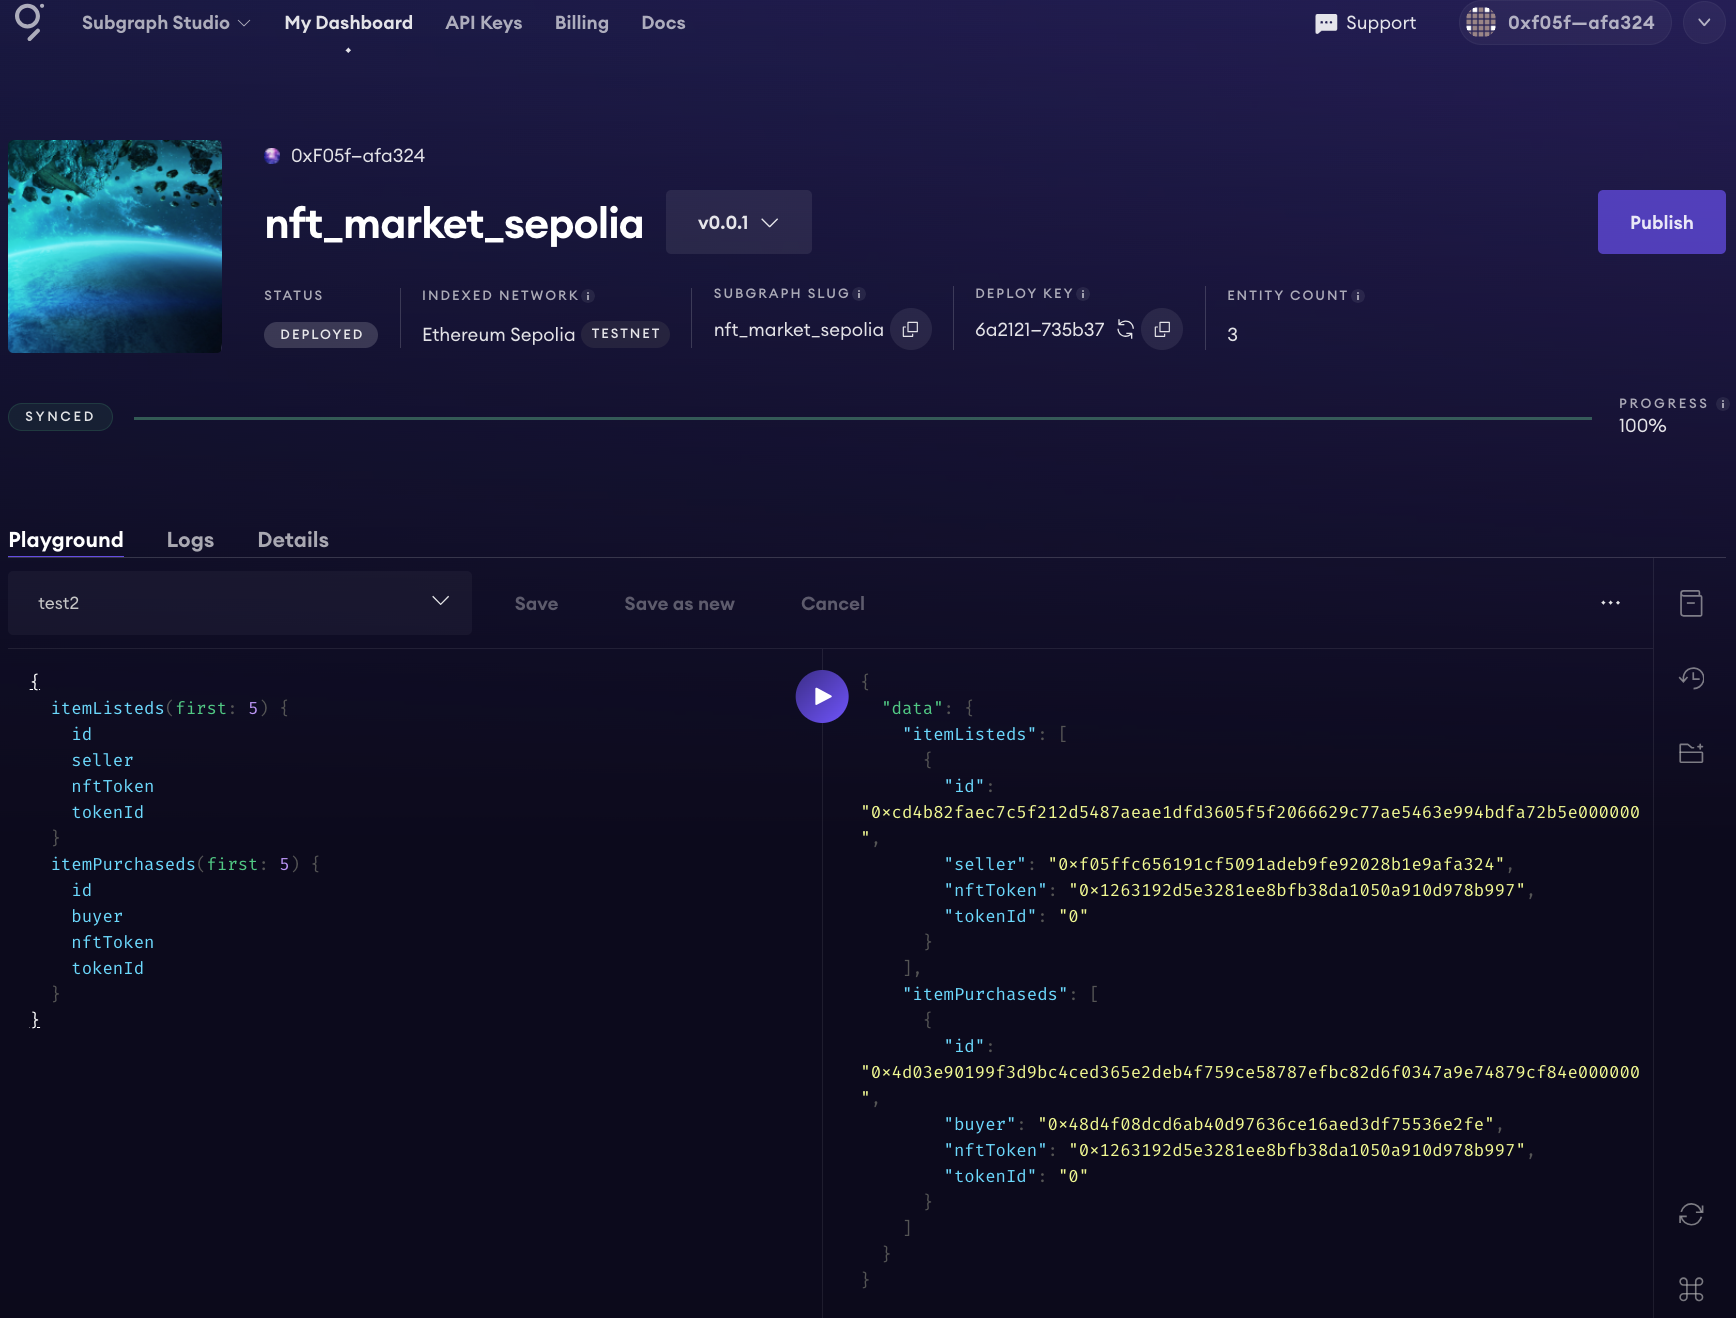 Subgraph Studio
My Dashboard
API Keys
Billing
Docs
Support
0xf05f—afa324
0xF05f—afa324
nft_market_sepolia
v0.0.1
Publish
STATUS
DEPLOYED
INDEXED NETWORK
Ethereum Sepolia TESTNET
SUBGRAPH SLUG
nft_market_sepolia
DEPLOY KEY
6a2121—735b37
ENTITY COUNT
3
SYNCED
PROGRESS
100%
Playground
Logs
Details
test2
Save
Save as new
Cancel
{
itemListeds(first: 5) {
id
seller
nftToken
tokenId
}
itemPurchaseds(first: 5) {
id
buyer
nftToken
tokenId
}
}
{
"data": {
"itemListeds": [
{
"id":
"0xcd4b82faec7c5f212d5487aeae1dfd3605f5f2066629c77ae5463e994bdfa72b5e000000
",
"seller": "0xf05ffc656191cf5091adeb9fe92028b1e9afa324",
"nftToken": "0x1263192d5e3281ee8bfb38da1050a910d978b997",
"tokenId": "0"
}
],
"itemPurchaseds": [
{
"id":
"0x4d03e90199f3d9bc4ced365e2deb4f759ce58787efbc82d6f0347a9e74879cf84e000000
",
"buyer": "0x48d4f08dcd6ab40d97636ce16aed3df75536e2fe",
"nftToken": "0x1263192d5e3281ee8bfb38da1050a910d978b997",
"tokenId": "0"
}
]
}
}